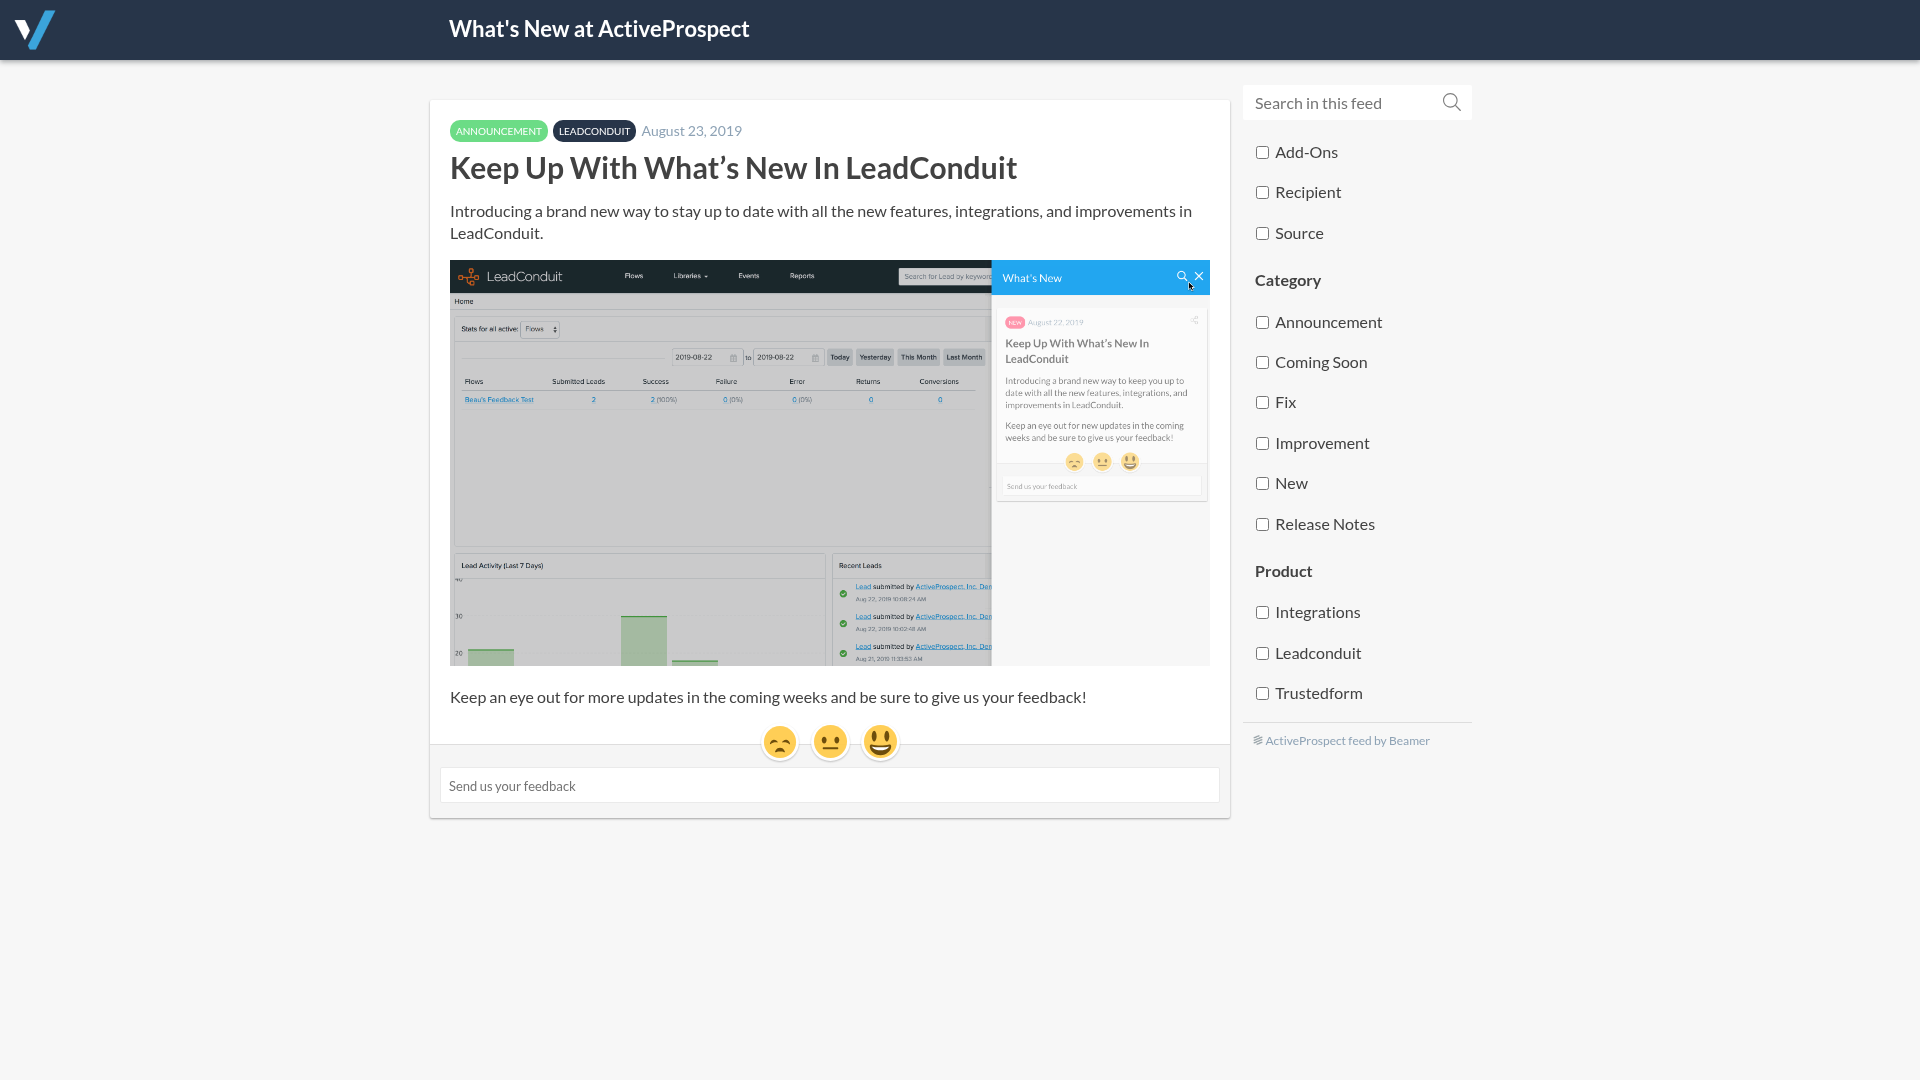 What's New at ActiveProspect
Search in this feed
ANNOUNCEMENT LEADCONDUIT August 23, 2019
Keep Up With What’s New In LeadConduit
Introducing a brand new way to stay up to date with all the new features, integrations, and improvements in
LeadConduit.
LeadConduit Flows Libraries Events Reports Search for Lead by keyword
What's New
Home
Stats for all active: Flows
2019-08-22 to 2019-08-22 Today Yesterday This Month Last Month
Flows Submitted Leads Success Failure Error Returns Conversions
Beau's Feedback Test 2 2 (100%) 0 (0%) 0 (0%) 0 0
NEW August 22, 2019
Keep Up With What’s New In
LeadConduit
Introducing a brand new way to keep you up to
date with all the new features, integrations, and
improvements in LeadConduit.
Keep an eye out for new updates in the coming
weeks and be sure to give us your feedback!
Send us your feedback
Lead Activity (Last 7 Days)
40
30
20
Recent Leads
Lead submitted by ActiveProspect, Inc. Den
Aug 22, 2019 10:08:24 AM
Lead submitted by ActiveProspect, Inc. Den
Aug 22, 2019 10:02:48 AM
Lead submitted by ActiveProspect, Inc. Den
Aug 21, 2019 11:33:53 AM
Keep an eye out for more updates in the coming weeks and be sure to give us your feedback!
Send us your feedback
Add-Ons
Recipient
Source
Category
Announcement
Coming Soon
Fix
Improvement
New
Release Notes
Product
Integrations
Leadconduit
Trustedform
ActiveProspect feed by Beamer